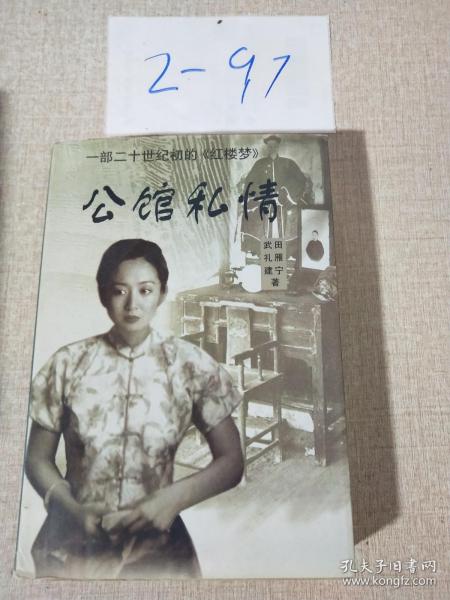 2-97
一部二十世纪初的《红楼梦》
公馆私情
田雁宁
武礼建
著
孔夫子旧书网
www.kongfz.com